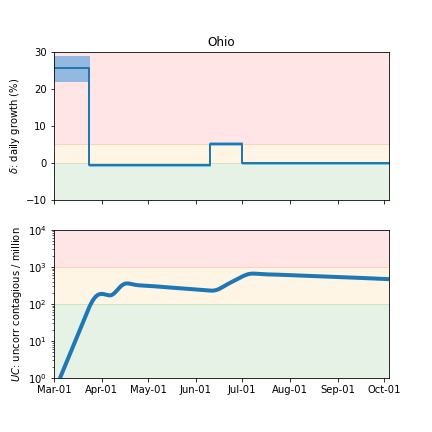 Ohio
30
20
10
0
−10
δ: daily growth (%)
10⁴
10³
10²
10¹
10⁰
UC: uncorr contagious / million
Mar-01 Apr-01 May-01 Jun-01 Jul-01 Aug-01 Sep-01 Oct-01